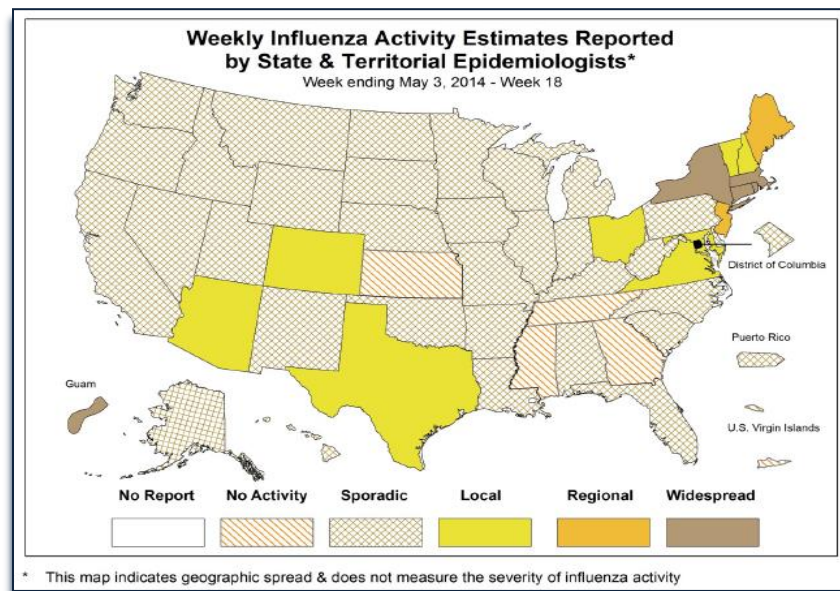 Weekly Influenza Activity Estimates Reported
by State & Territorial Epidemiologists*
Week ending May 3, 2014 - Week 18
District of Columbia
Puerto Rico
Guam
U.S. Virgin Islands
No Report No Activity Sporadic Local Regional Widespread
* This map indicates geographic spread & does not measure the severity of influenza activity